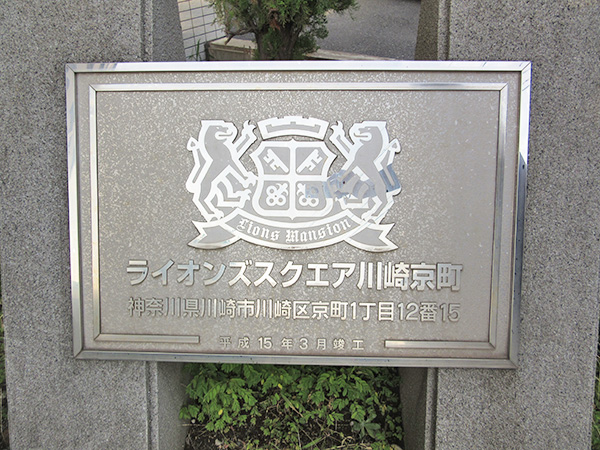 Lions Mansion
ライオンズスクエア川崎京町
神奈川県川崎市川崎区京町1丁目12番15
平成15年3月竣工